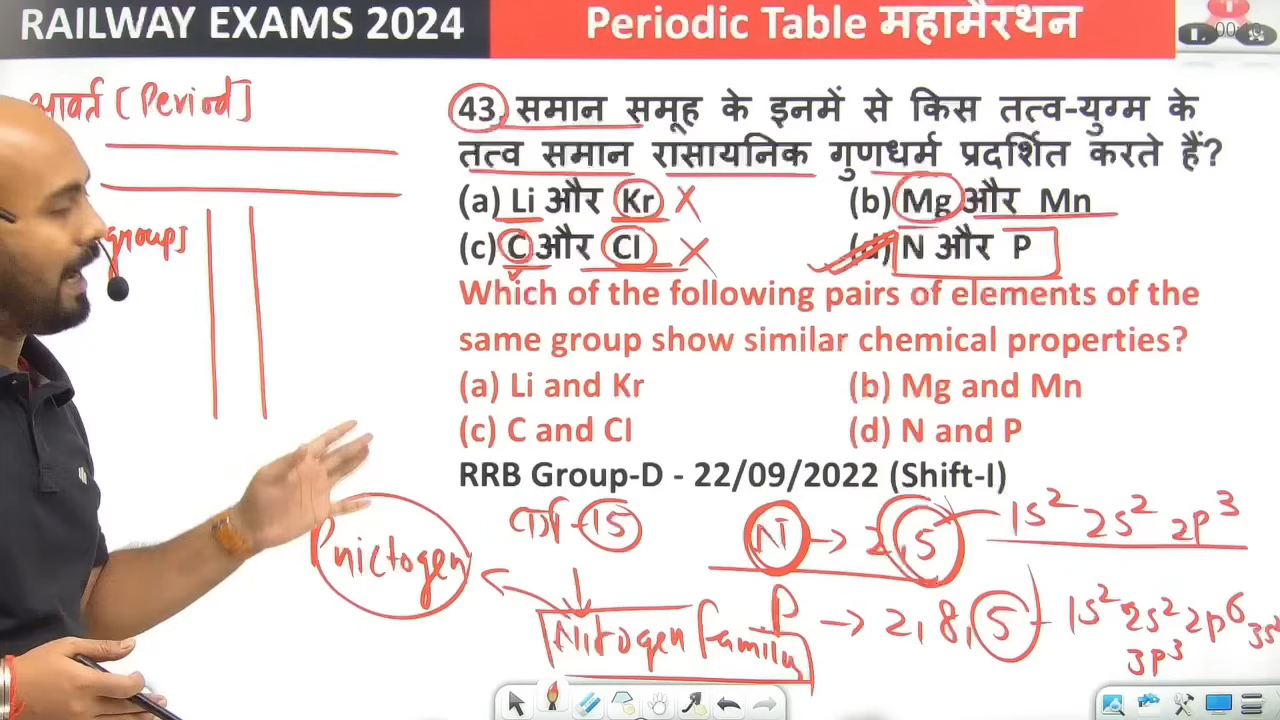 RAILWAY EXAMS 2024
Periodic Table महामैरथन
आवर्त [Period]
groups
43. समान समूह के इनमें से किस तत्व-युग्म के
तत्व समान रासायनिक गुणधर्म प्रदर्शित करते हैं?
(a) Li और Kr (b) Mg और Mn
(c) C और Cl (d) N और P
Which of the following pairs of elements of the
same group show similar chemical properties?
(a) Li and Kr (b) Mg and Mn
(c) C and Cl (d) N and P
RRB Group-D - 22/09/2022 (Shift-I)
वर्ग - 15 N → 2,5 1s² 2s² 2p³
Pnictogen
Nitogen family P → 2,8,5 - 1s² 2s² 2p⁶
3p³